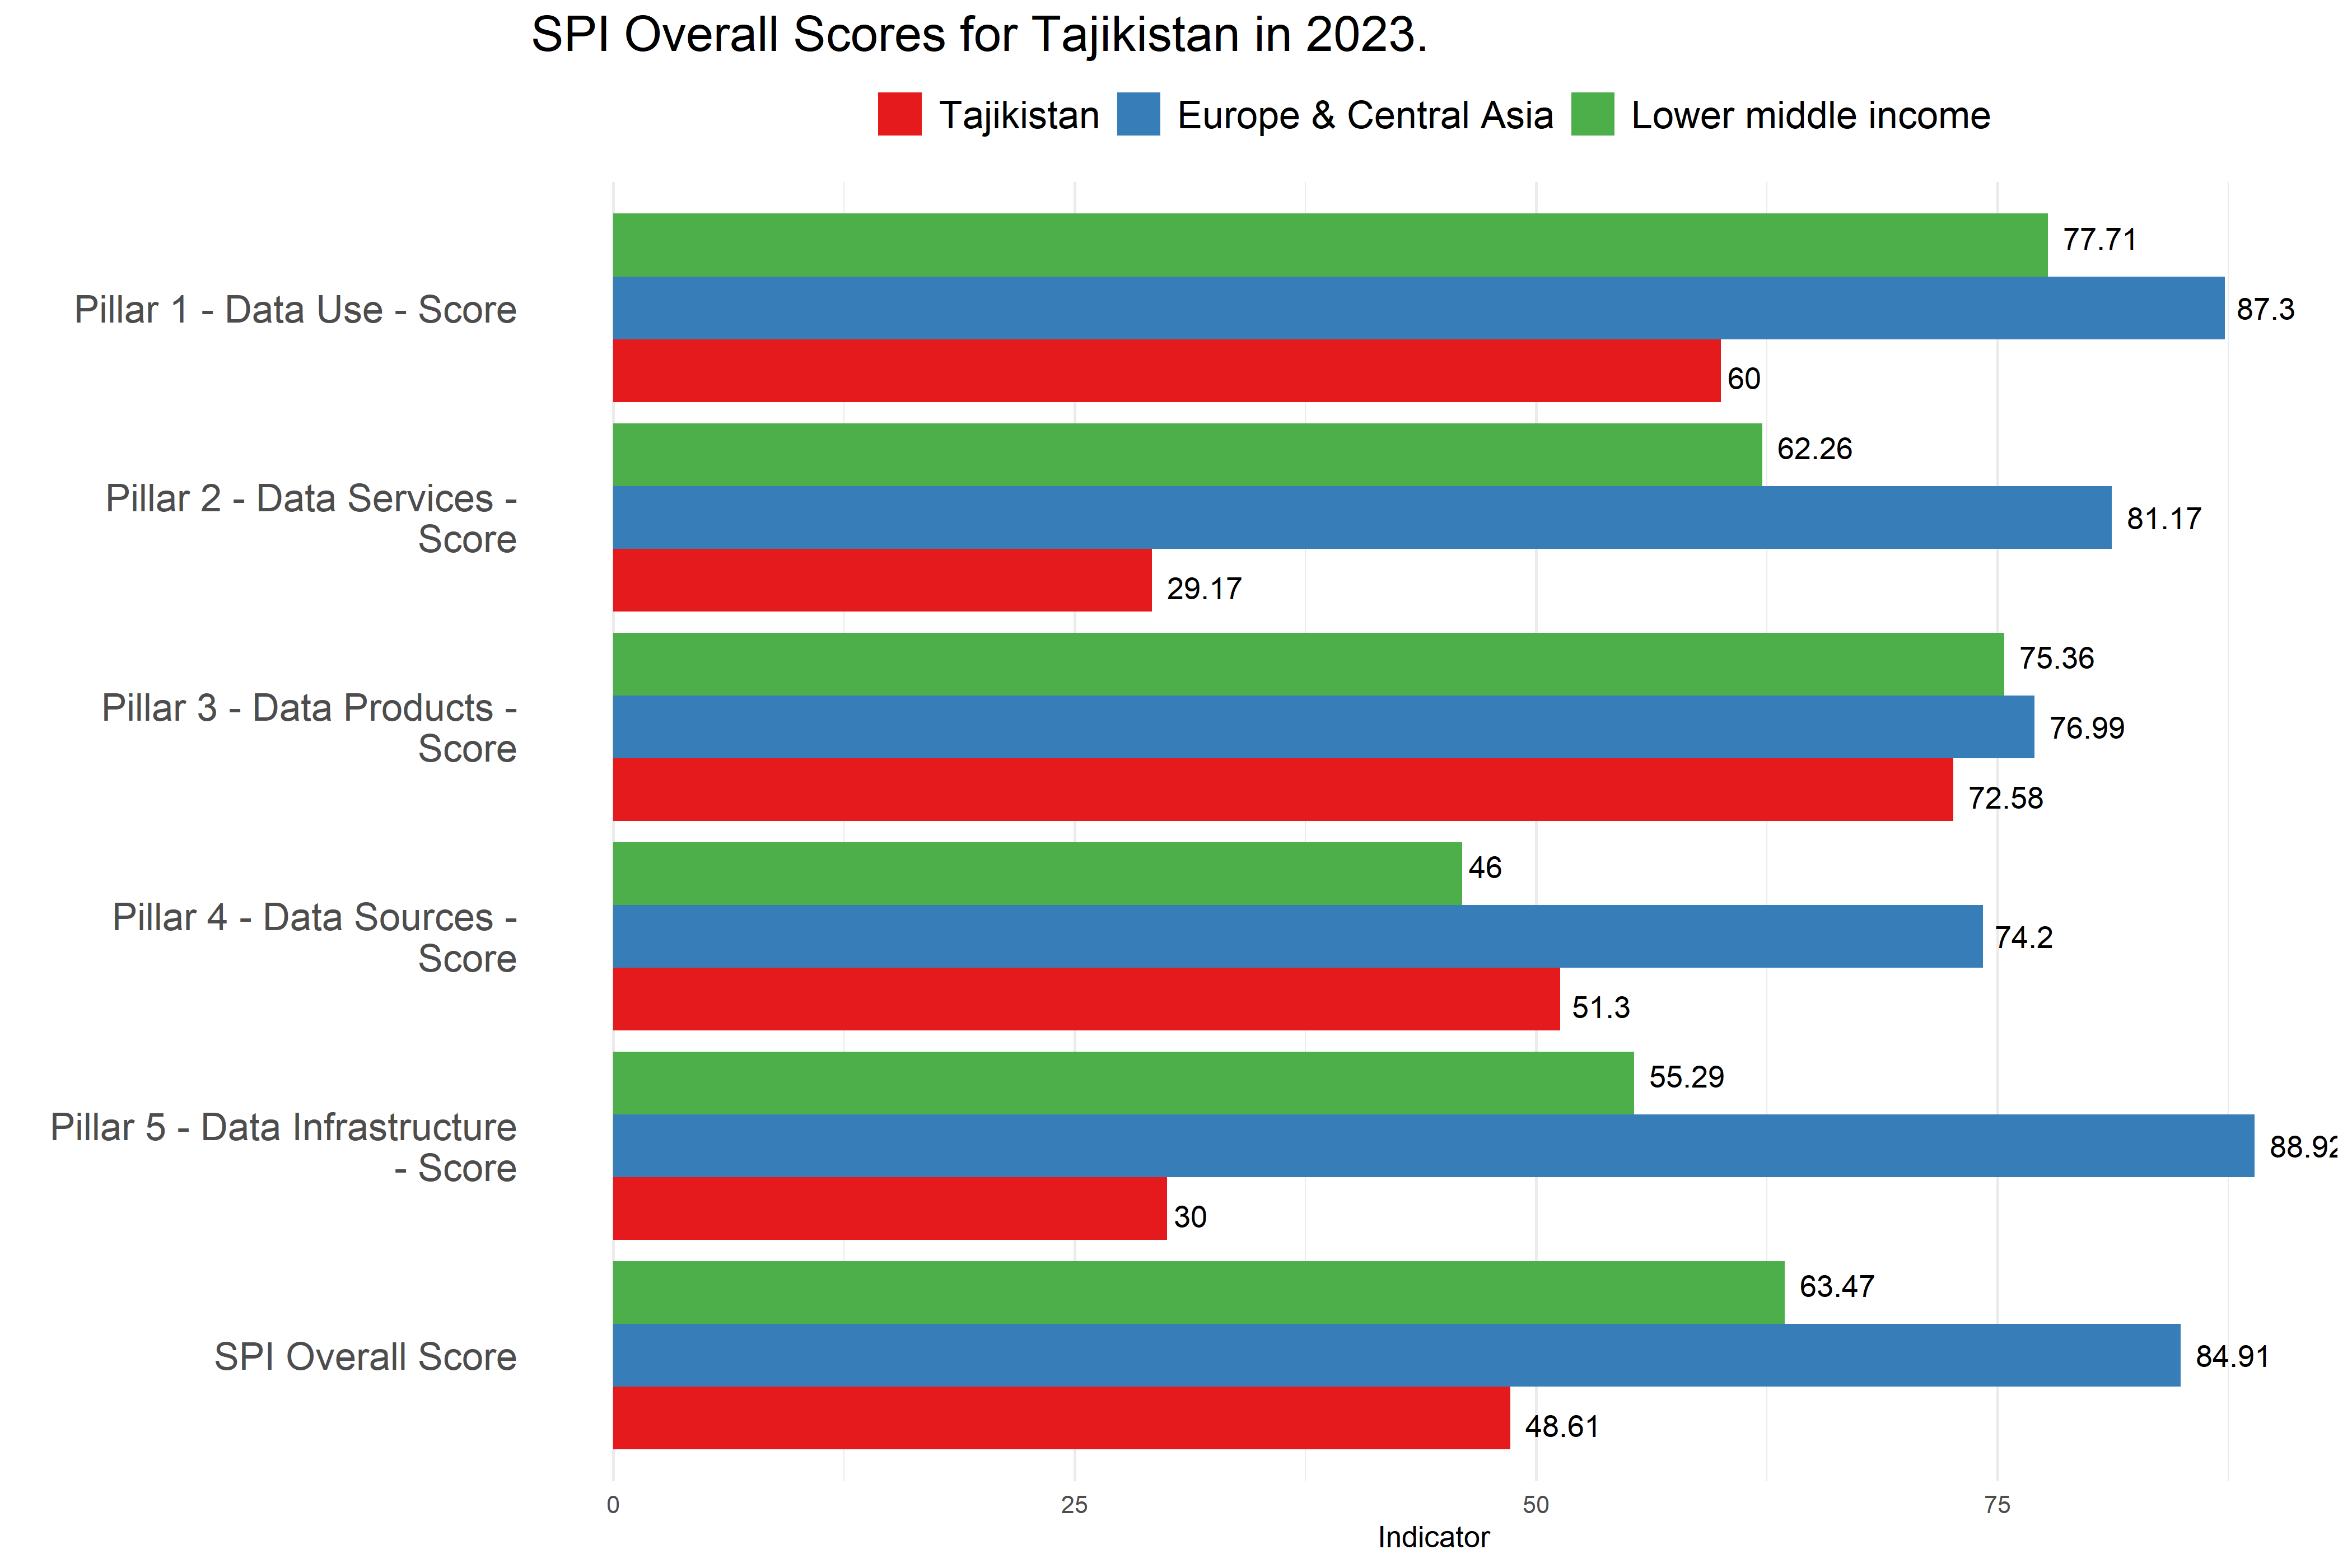 SPI Overall Scores for Tajikistan in 2023.
Tajikistan Europe & Central Asia Lower middle income
Pillar 1 - Data Use - Score
77.71
87.3
60
Pillar 2 - Data Services -
Score
62.26
81.17
29.17
Pillar 3 - Data Products -
Score
75.36
76.99
72.58
Pillar 4 - Data Sources -
Score
46
74.2
51.3
Pillar 5 - Data Infrastructure
- Score
55.29
88.92
30
SPI Overall Score
63.47
84.91
48.61
0 25 50 75
Indicator